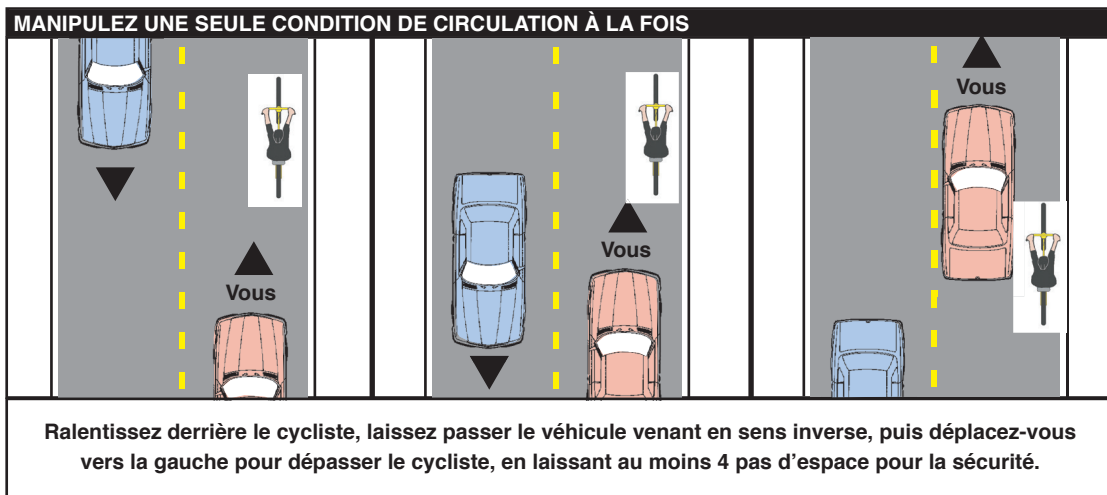 MANIPULEZ UNE SEULE CONDITION DE CIRCULATION À LA FOIS
Vous
Vous
Vous
Ralentissez derrière le cycliste, laissez passer le véhicule venant en sens inverse, puis déplacez-vous
vers la gauche pour dépasser le cycliste, en laissant au moins 4 pas d’espace pour la sécurité.